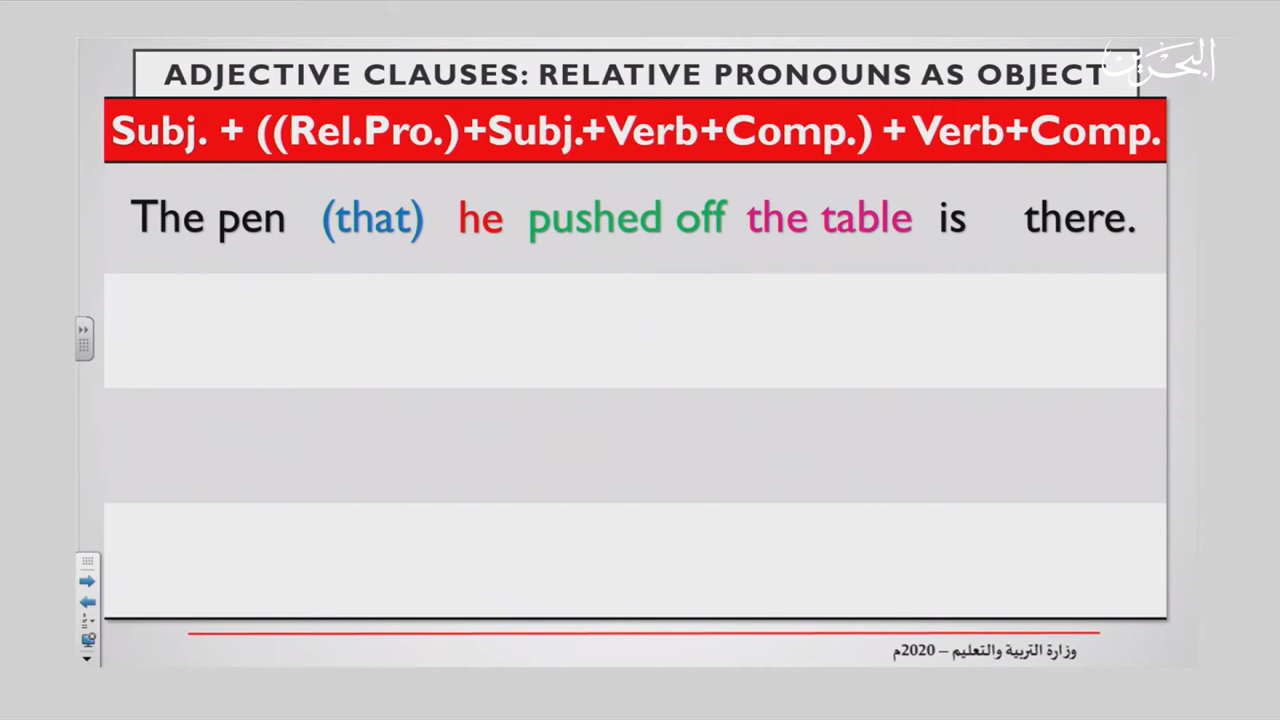 البحرين
ADJECTIVE CLAUSES: RELATIVE PRONOUNS AS OBJECT
Subj. + ((Rel.Pro.)+Subj.+Verb+Comp.) + Verb+Comp.
The pen (that) he pushed off the table is there.
وزارة التربية والتعليم – 2020م